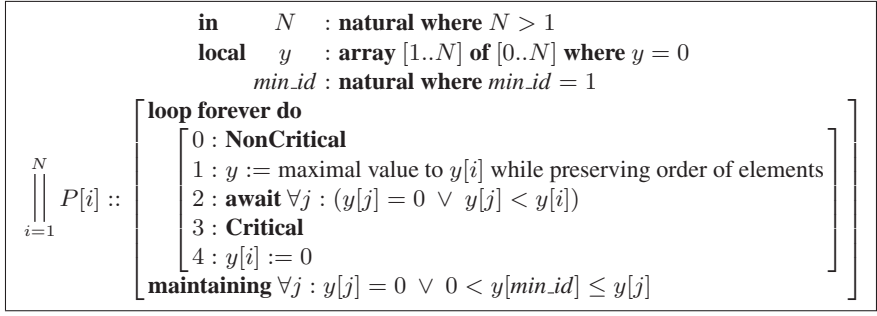 in N : natural where N > 1
local y : array [1..N] of [0..N] where y = 0
min_id : natural where min_id = 1
N
|| P[i] ::
i=1
loop forever do
0 : NonCritical
1 : y := maximal value to y[i] while preserving order of elements
2 : await ∀j : (y[j] = 0 ∨ y[j] < y[i])
3 : Critical
4 : y[i] := 0
maintaining ∀j : y[j] = 0 ∨ 0 < y[min_id] ≤ y[j]